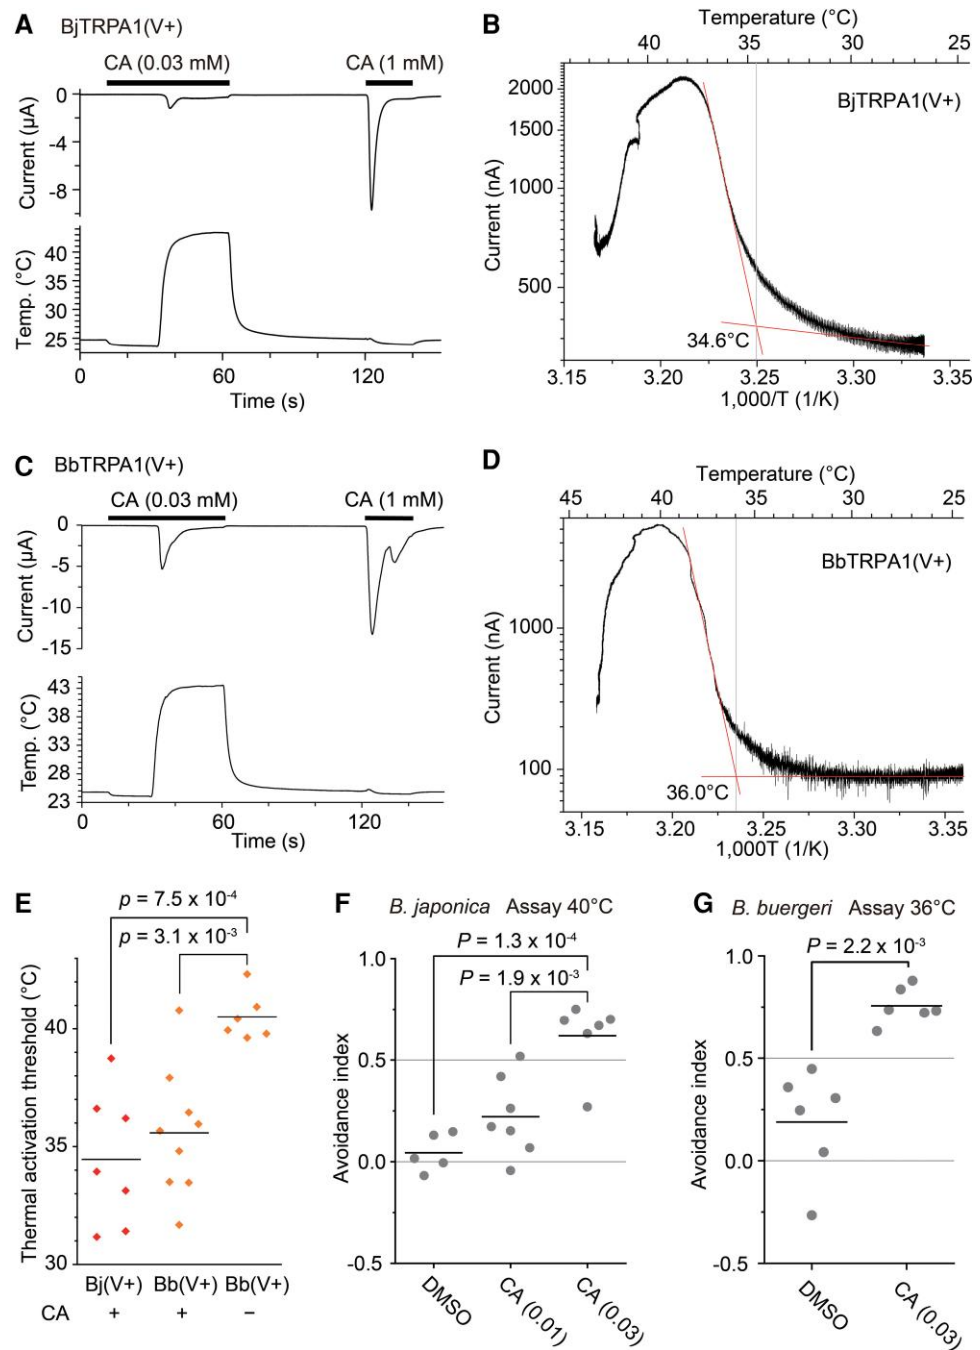 A BjTRPA1(V+)
CA (0.03 mM) CA (1 mM)
0
-4
-8
Current (μA)
40
35
30
25
Temp. (°C)
0 60 120
Time (s)
B Temperature (°C)
40 35 30 25
BjTRPA1(V+)
2000
1500
1000
500
Current (nA)
34.6°C
3.15 3.20 3.25 3.30 3.35
1,000/T (1/K)
C BbTRPA1(V+)
CA (0.03 mM) CA (1 mM)
0
-5
-10
-15
Current (μA)
43
38
33
28
23
Temp. (°C)
0 60 120
Time (s)
D Temperature (°C)
45 40 35 30 25
BbTRPA1(V+)
1000
100
Current (nA)
36.0°C
3.15 3.20 3.25 3.30 3.35
1,000T (1/K)
E
p = 7.5 x 10-4
p = 3.1 x 10-3
Thermal activation threshold (°C)
40
35
30
Bj(V+) Bb(V+) Bb(V+)
CA + + −
F B. japonica Assay 40°C
P = 1.3 x 10-4
P = 1.9 x 10-3
1.0
0.5
0.0
-0.5
Avoidance index
DMSO CA (0.01) CA (0.03)
G B. buergeri Assay 36°C
P = 2.2 x 10-3
1.0
0.5
0.0
-0.5
Avoidance index
DMSO CA (0.03)